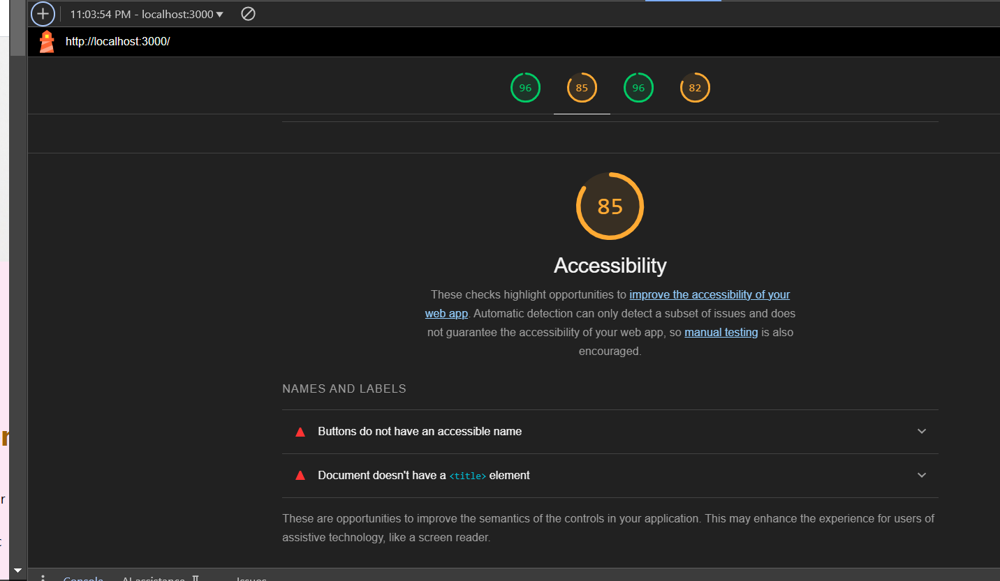 11:03:54 PM - localhost:3000
http://localhost:3000/
96 85 96 82
85
Accessibility
These checks highlight opportunities to improve the accessibility of your
web app. Automatic detection can only detect a subset of issues and does
not guarantee the accessibility of your web app, so manual testing is also
encouraged.
NAMES AND LABELS
Buttons do not have an accessible name
Document doesn't have a <title> element
These are opportunities to improve the semantics of the controls in your application. This may enhance the experience for users of
assistive technology, like a screen reader.
Console AI assistance Issues